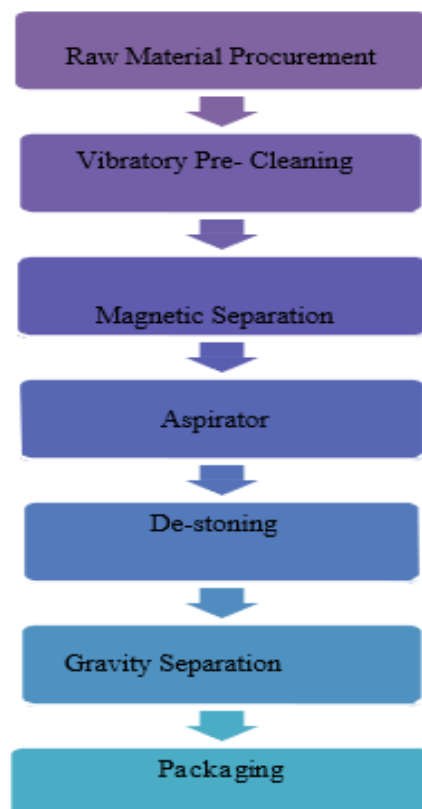 Raw Material Procurement
Vibratory Pre- Cleaning
Magnetic Separation
Aspirator
De-stoning
Gravity Separation
Packaging